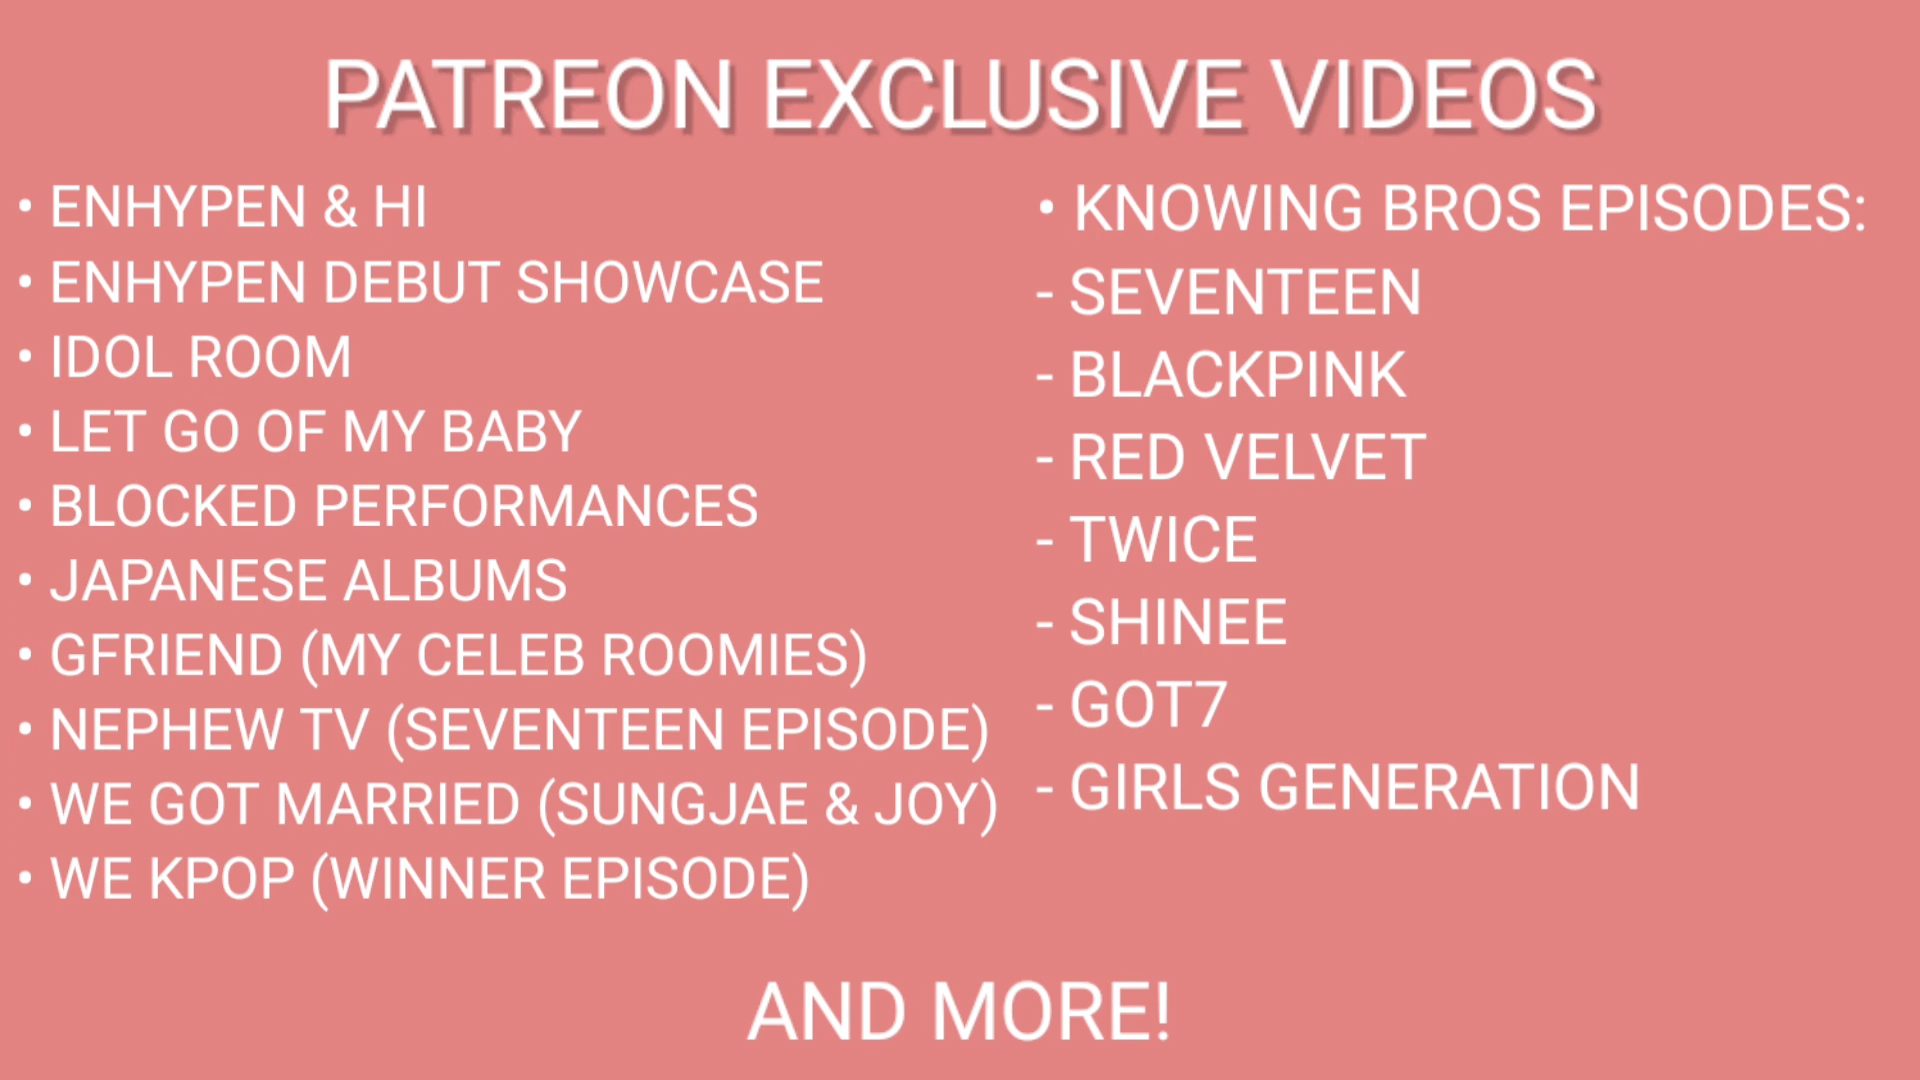 PATREON EXCLUSIVE VIDEOS
• ENHYPEN & HI
• ENHYPEN DEBUT SHOWCASE
• IDOL ROOM
• LET GO OF MY BABY
• BLOCKED PERFORMANCES
• JAPANESE ALBUMS
• GFRIEND (MY CELEB ROOMIES)
• NEPHEW TV (SEVENTEEN EPISODE)
• WE GOT MARRIED (SUNGJAE & JOY)
• WE KPOP (WINNER EPISODE)
• KNOWING BROS EPISODES:
- SEVENTEEN
- BLACKPINK
- RED VELVET
- TWICE
- SHINEE
- GOT7
- GIRLS GENERATION
AND MORE!